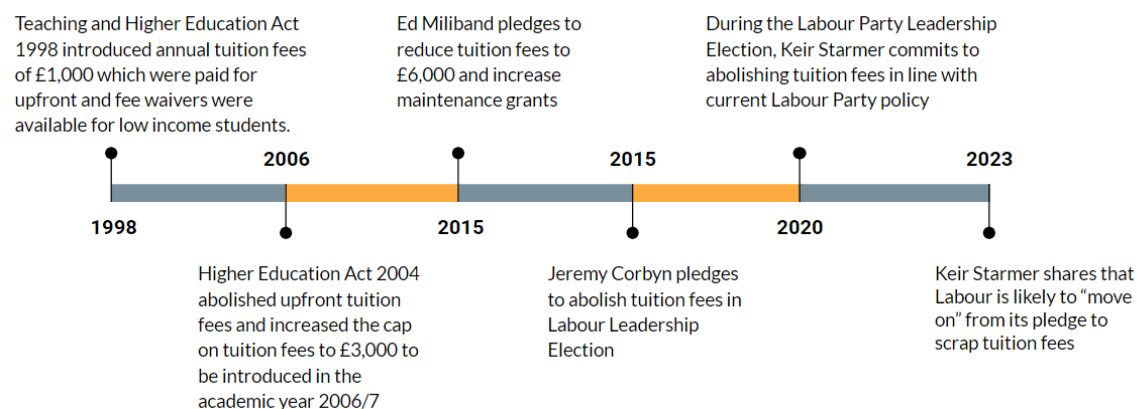 Teaching and Higher Education Act
1998 introduced annual tuition fees
of £1,000 which were paid for
upfront and fee waivers were
available for low income students.
Ed Miliband pledges to
reduce tuition fees to
£6,000 and increase
maintenance grants
During the Labour Party Leadership
Election, Keir Starmer commits to
abolishing tuition fees in line with
current Labour Party policy
2006
2015
2023
1998
2015
2020
Higher Education Act 2004
abolished upfront tuition
fees and increased the cap
on tuition fees to £3,000 to
be introduced in the
academic year 2006/7
Jeremy Corbyn pledges
to abolish tuition fees in
Labour Leadership
Election
Keir Starmer shares that
Labour is likely to “move
on” from its pledge to
scrap tuition fees